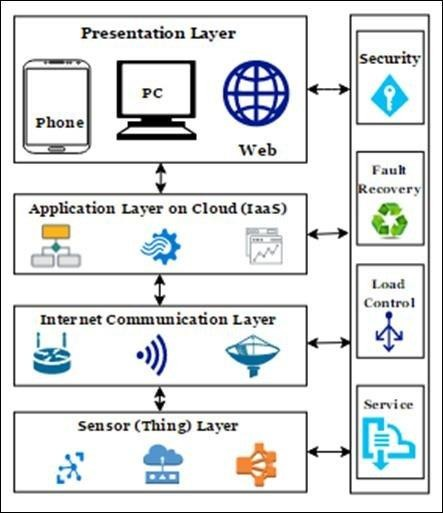 Presentation Layer
Phone
PC
Web
Application Layer on Cloud (IaaS)
Internet Communication Layer
Sensor (Thing) Layer
Security
Fault
Recovery
Load
Control
Service